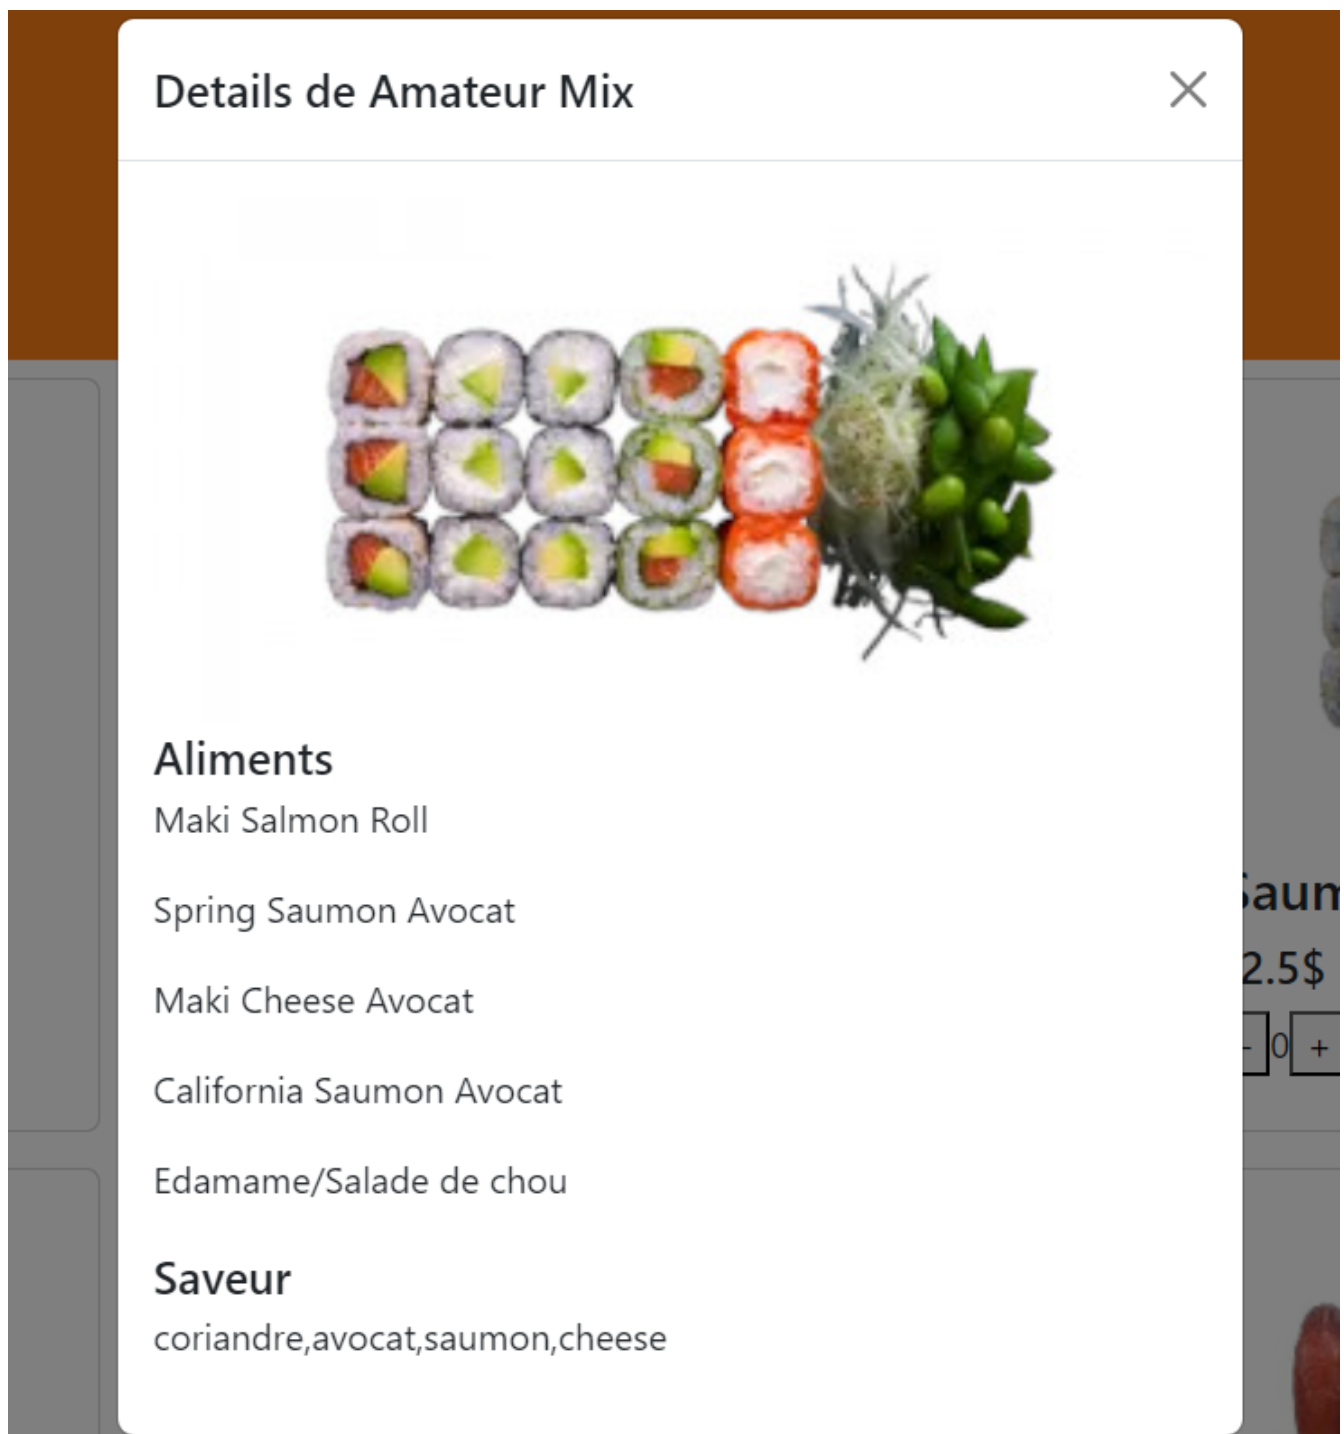 Details de Amateur Mix
Aliments
Maki Salmon Roll
Spring Saumon Avocat
Maki Cheese Avocat
California Saumon Avocat
Edamame/Salade de chou
Saveur
coriandre,avocat,saumon,cheese
2.5$
- 0 +